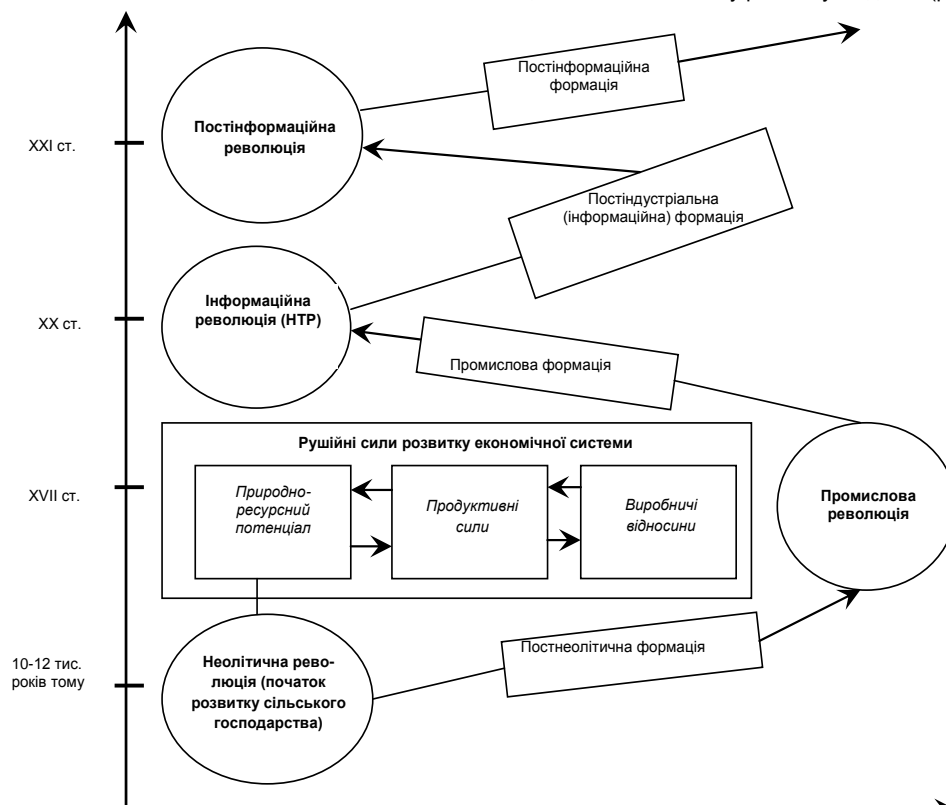 Постінформаційна
формація
Постінформаційна
революція
XXI ст.
Постіндустріальна
(інформаційна) формація
Інформаційна
революція (НТР)
XX ст.
Промислова формація
Рушійні сили розвитку економічної системи
XVII ст.
Природно-
ресурсний
потенціал
Продуктивні
сили
Виробничі
відносини
Промислова
революція
Постнеолітична формація
10-12 тис.
років тому
Неолітична рево-
люція (початок
розвитку сільського
господарства)